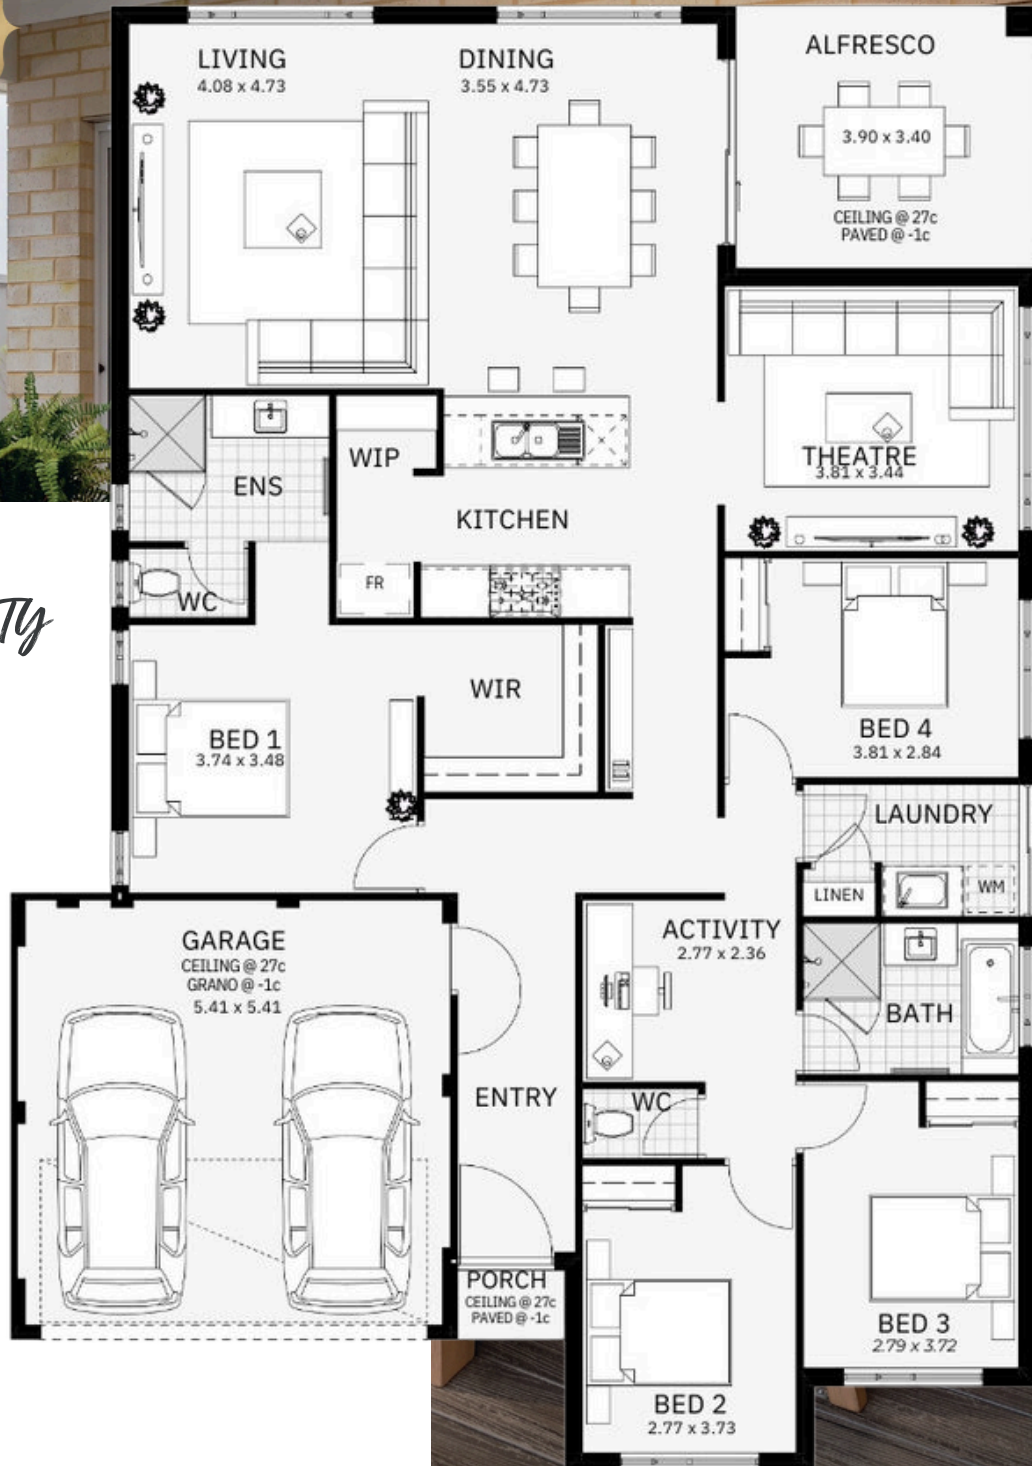 LIVING
4.08 x 4.73
DINING
3.55 x 4.73
ALFRESCO
3.90 x 3.40
CEILING @ 27c
PAVED @ -1c
THEATRE
3.81 x 3.44
WIP
ENS
KITCHEN
FR
WC
WIR
BED 1
3.74 x 3.48
BED 4
3.81 x 2.84
LAUNDRY
LINEN
WM
GARAGE
CEILING @ 27c
GRANO @ -1c
5.41 x 5.41
ACTIVITY
2.77 x 2.36
BATH
ENTRY
WC
PORCH
CEILING @ 27c
PAVED @ -1c
BED 3
2.79 x 3.72
BED 2
2.77 x 3.73
TY